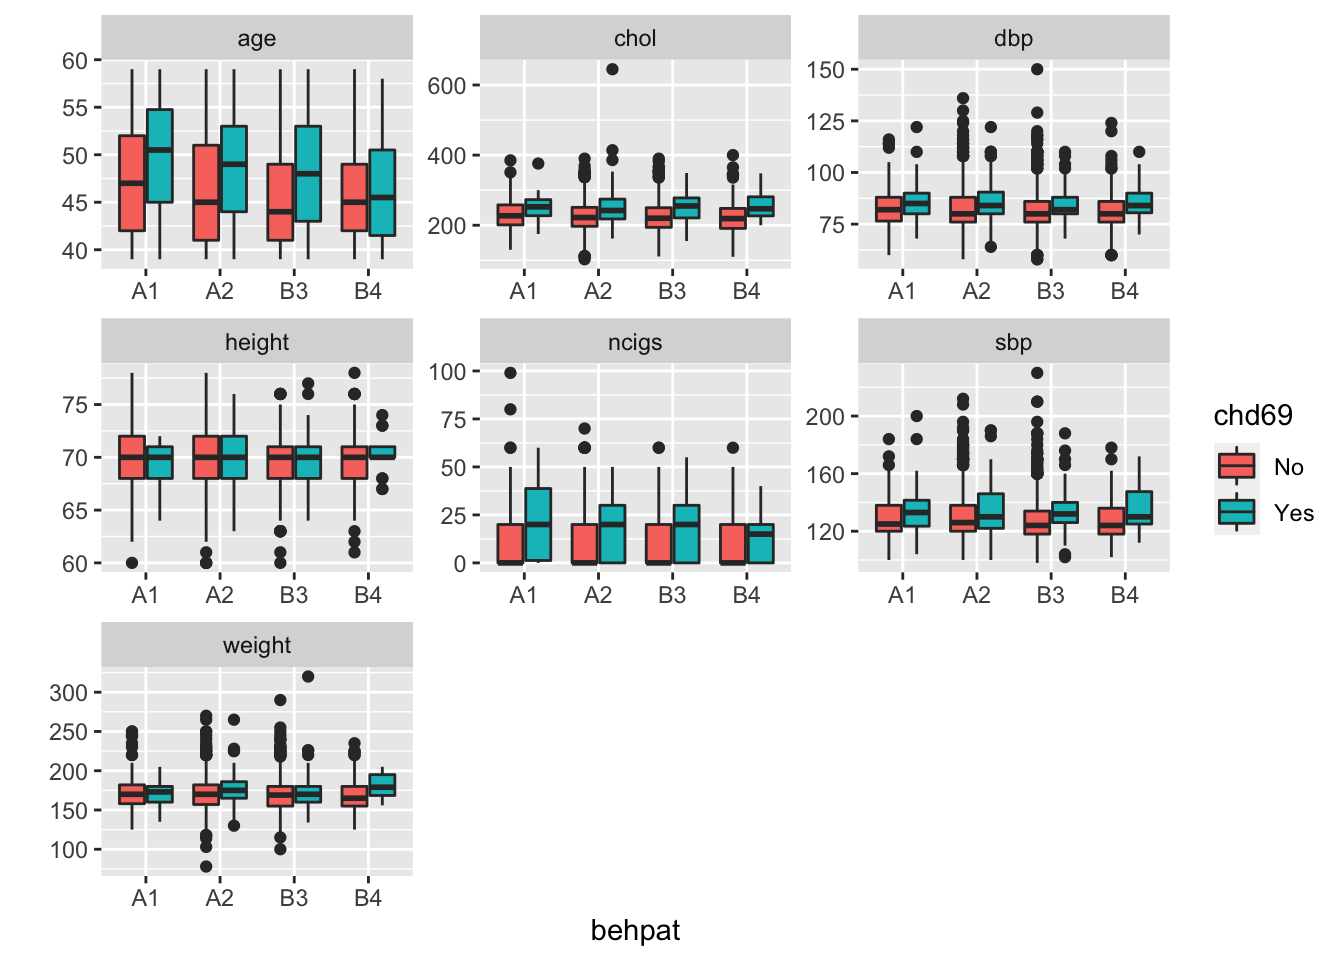 age
chol
dbp
60
55
50
45
40
600
400
200
150
125
100
75
A1 A2 B3 B4
A1 A2 B3 B4
A1 A2 B3 B4
height
ncigs
sbp
75
70
65
60
100
75
50
25
0
200
160
120
A1 A2 B3 B4
A1 A2 B3 B4
A1 A2 B3 B4
weight
300
250
200
150
100
A1 A2 B3 B4
behpat
chd69
No
Yes